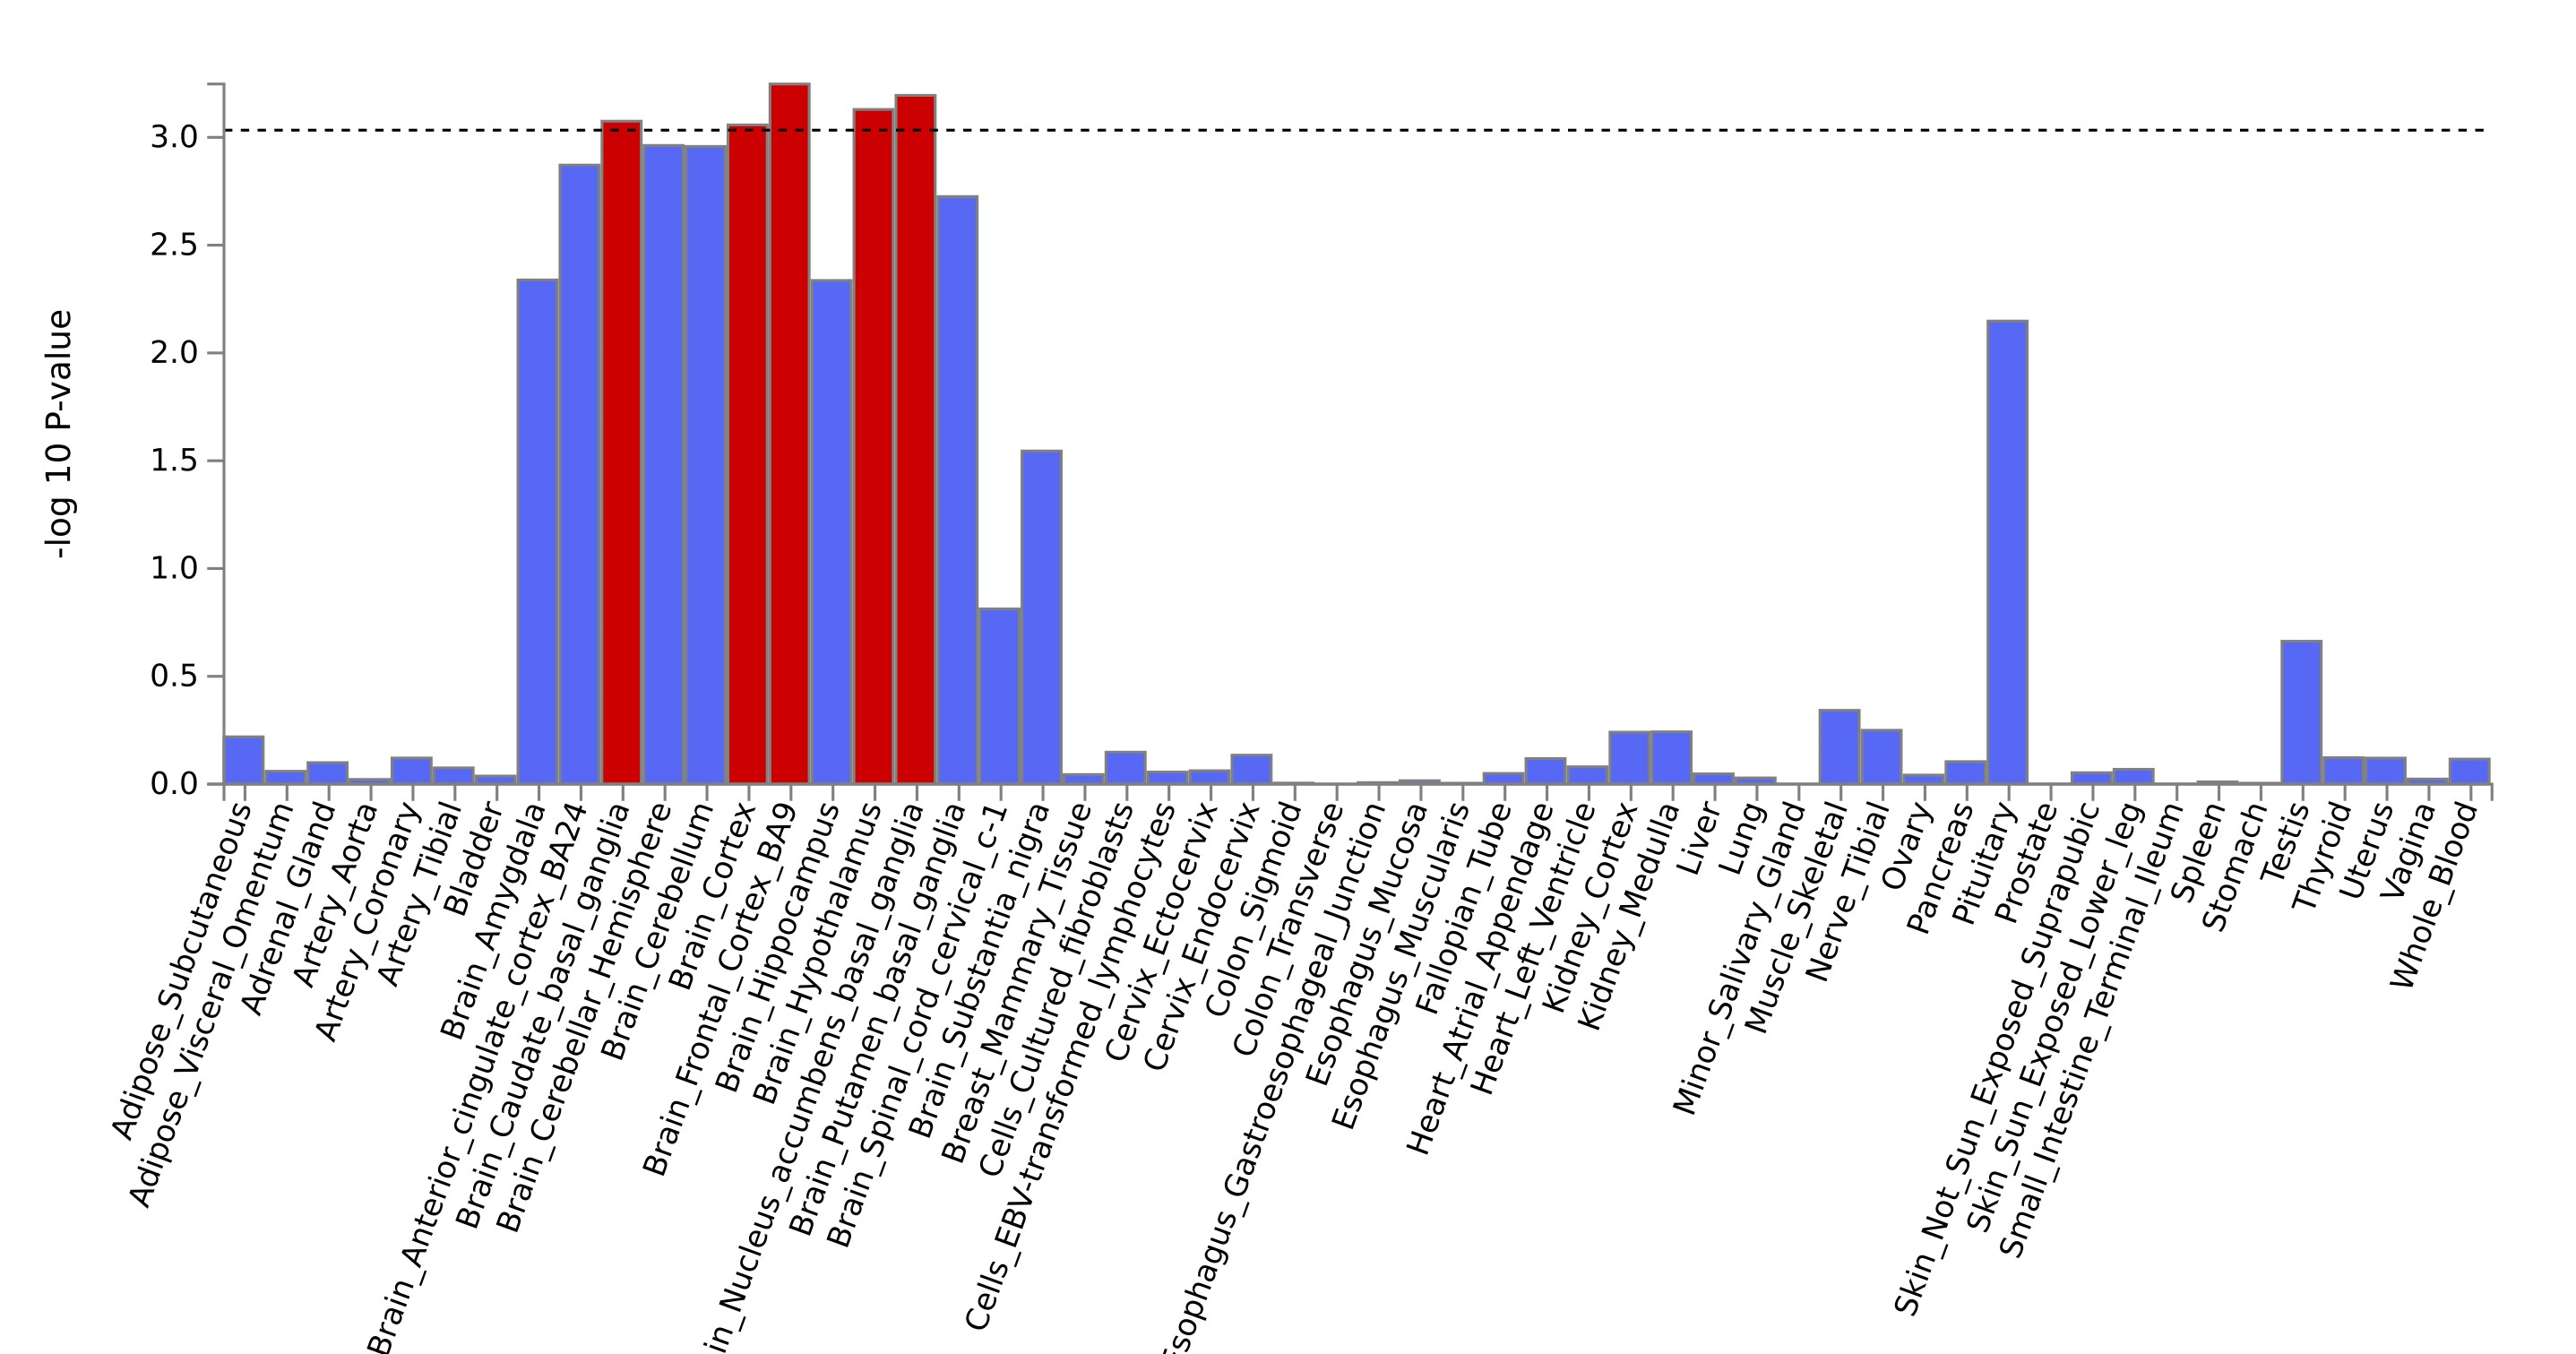 -log 10 P-value
3.0
2.5
2.0
1.5
1.0
0.5
0.0
Adipose_Subcutaneous
Adipose_Visceral_Omentum
Adrenal_Gland
Artery_Aorta
Artery_Coronary
Artery_Tibial
Bladder
Brain_Amygdala
Brain_Anterior_cingulate_cortex_BA24
Brain_Caudate_basal_ganglia
Brain_Cerebellar_Hemisphere
Brain_Cerebellum
Brain_Cortex
Brain_Frontal_Cortex_BA9
Brain_Hippocampus
Brain_Hypothalamus
in_Nucleus_accumbens_basal_ganglia
Brain_Putamen_basal_ganglia
Brain_Spinal_cord_cervical_c-1
Brain_Substantia_nigra
Breast_Mammary_Tissue
Cells_Cultured_fibroblasts
Cells_EBV-transformed_lymphocytes
Cervix_Ectocervix
Cervix_Endocervix
Colon_Sigmoid
Colon_Transverse
Esophagus_Gastroesophageal_Junction
Esophagus_Mucosa
Esophagus_Muscularis
Fallopian_Tube
Heart_Atrial_Appendage
Heart_Left_Ventricle
Kidney_Cortex
Kidney_Medulla
Liver
Lung
Minor_Salivary_Gland
Muscle_Skeletal
Nerve_Tibial
Ovary
Pancreas
Pituitary
Prostate
Skin_Not_Sun_Exposed_Suprapubic
Skin_Sun_Exposed_Lower_leg
Small_Intestine_Terminal_Ileum
Spleen
Stomach
Testis
Thyroid
Uterus
Vagina
Whole_Blood